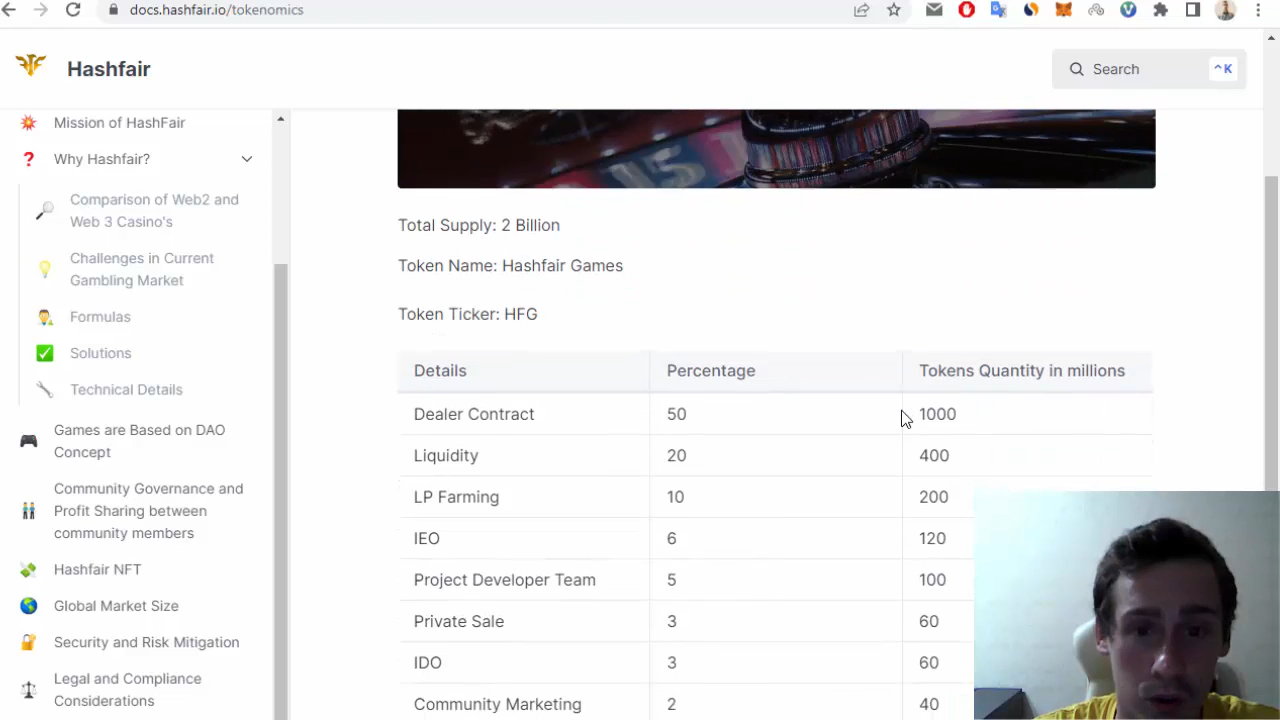 docs.hashfair.io/tokenomics
Hashfair
Search
^K
Mission of HashFair
Why Hashfair?
Comparison of Web2 and
Web 3 Casino's
Challenges in Current
Gambling Market
Formulas
Solutions
Technical Details
Games are Based on DAO
Concept
Community Governance and
Profit Sharing between
community members
Hashfair NFT
Global Market Size
Security and Risk Mitigation
Legal and Compliance
Considerations
15
Total Supply: 2 Billion
Token Name: Hashfair Games
Token Ticker: HFG
Details Percentage Tokens Quantity in millions
Dealer Contract 50 1000
Liquidity 20 400
LP Farming 10 200
IEO 6 120
Project Developer Team 5 100
Private Sale 3 60
IDO 3 60
Community Marketing 2 40